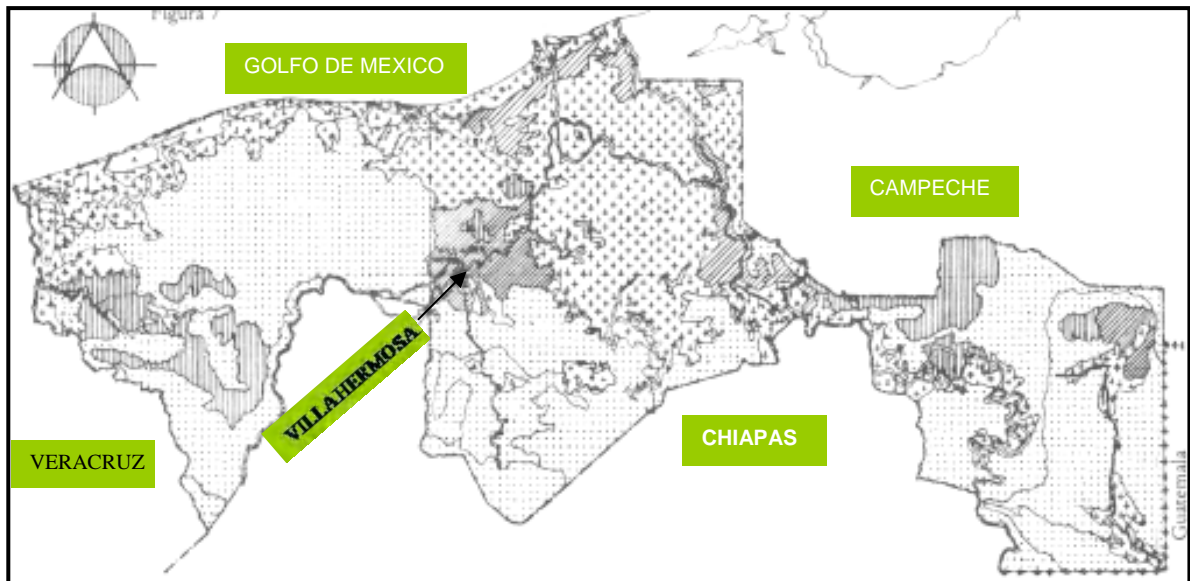 Figura 7
GOLFO DE MEXICO
CAMPECHE
VILLAHERMOSA
CHIAPAS
VERACRUZ
Guatemala